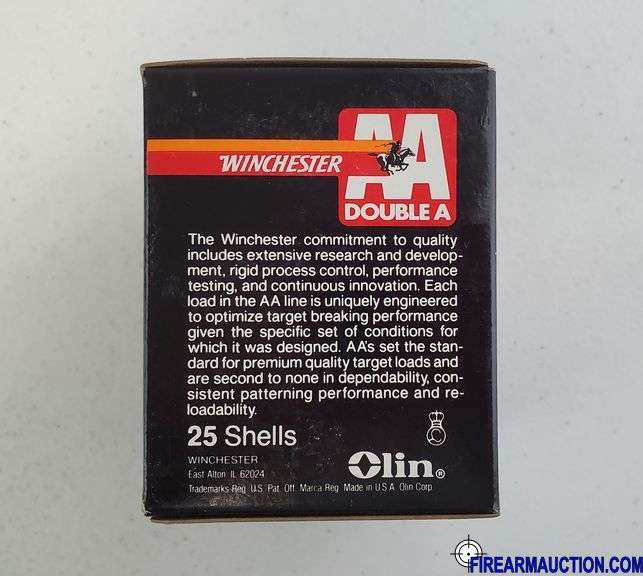 AA
WINCHESTER
DOUBLE A
The Winchester commitment to quality
includes extensive research and develop-
ment, rigid process control, performance
testing, and continuous innovation. Each
load in the AA line is uniquely engineered
to optimize target breaking performance
given the specific set of conditions for
which it was designed. AA's set the stan-
dard for premium quality target loads and
are second to none in dependability, con-
sistent patterning performance and re-
loadability.
25 Shells
WINCHESTER
East Alton IL 62024
Olin®
Trademarks Reg. U.S. Pat. Off. Marca Reg. Made in U.S.A. Olin Corp.
FIREARMAUCTION.COM